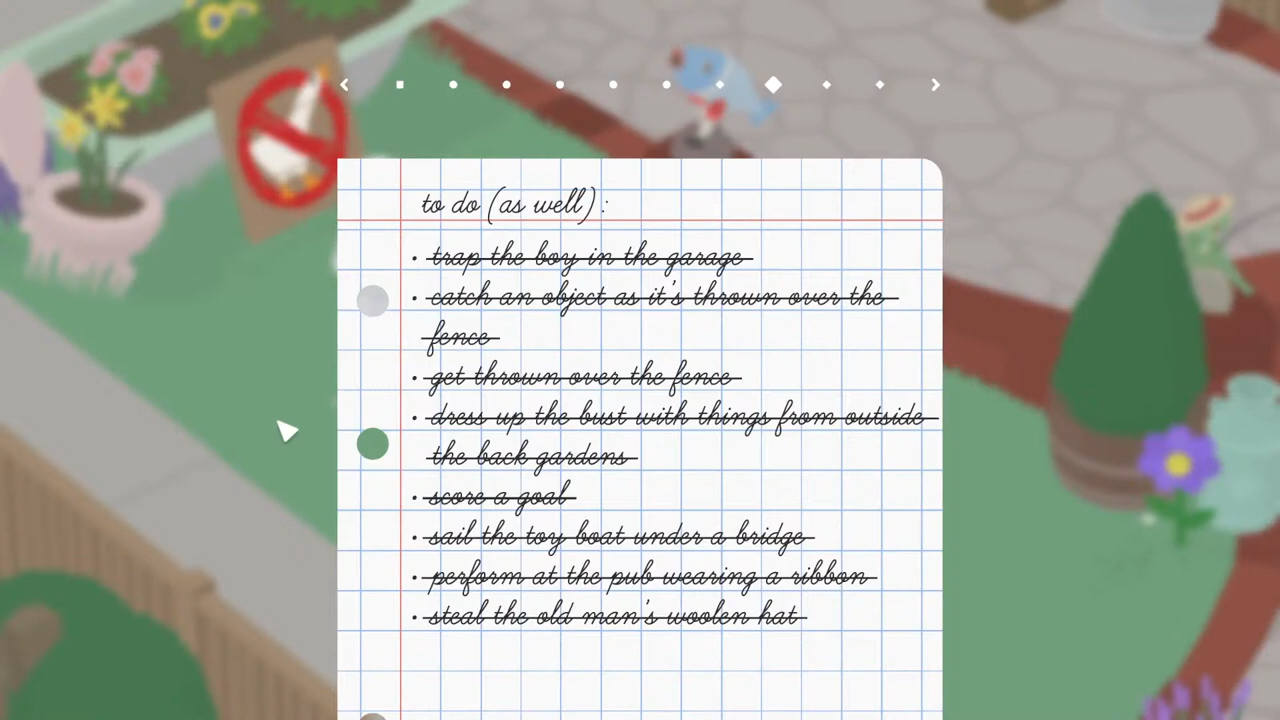 to do (as well):
• trap the boy in the garage
• catch an object as it's thrown over the
fence
• get thrown over the fence
• dress up the bust with things from outside
the back gardens
• score a goal
• sail the toy boat under a bridge
• perform at the pub wearing a ribbon
• steal the old man's woolen hat